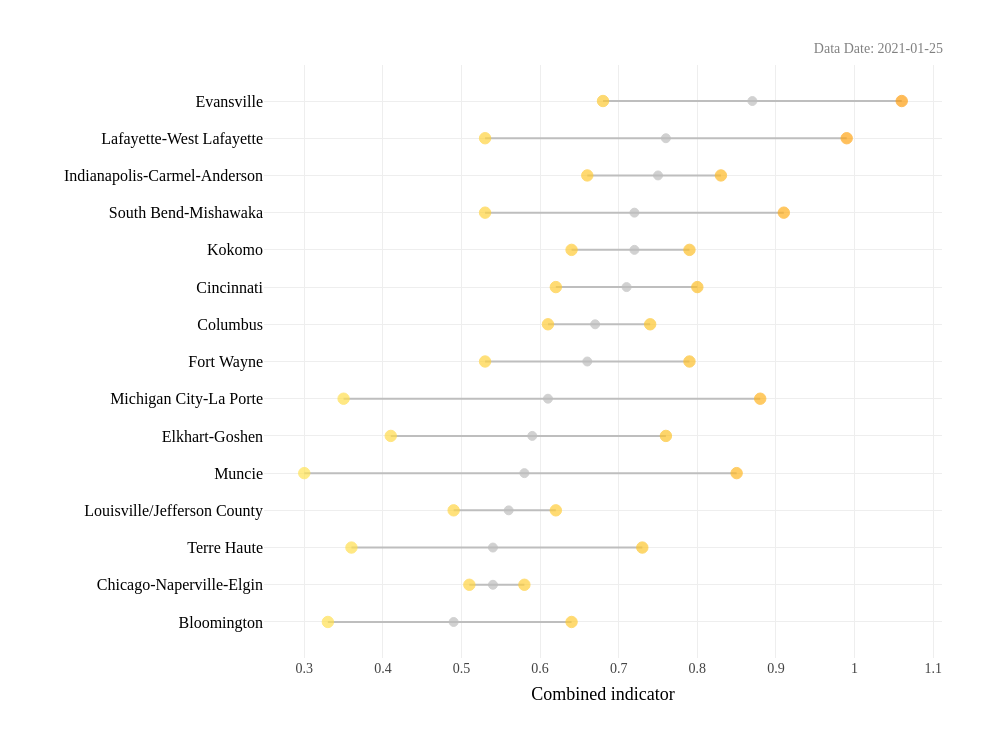 Data Date: 2021-01-25
Evansville
Lafayette-West Lafayette
Indianapolis-Carmel-Anderson
South Bend-Mishawaka
Kokomo
Cincinnati
Columbus
Fort Wayne
Michigan City-La Porte
Elkhart-Goshen
Muncie
Louisville/Jefferson County
Terre Haute
Chicago-Naperville-Elgin
Bloomington
0.3 0.4 0.5 0.6 0.7 0.8 0.9 1 1.1
Combined indicator